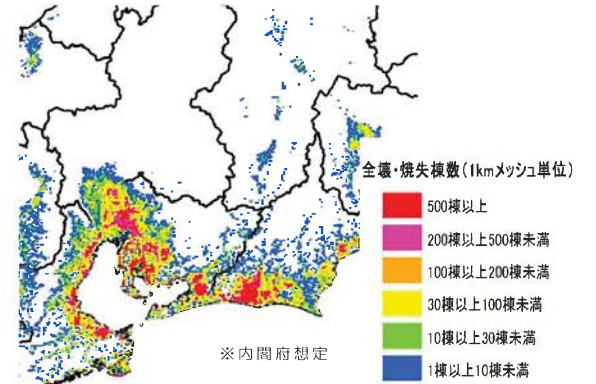 全壊・焼失棟数(1kmメッシュ単位)
500棟以上
200棟以上500棟未満
100棟以上200棟未満
30棟以上100棟未満
10棟以上30棟未満
1棟以上10棟未満
※内閣府想定